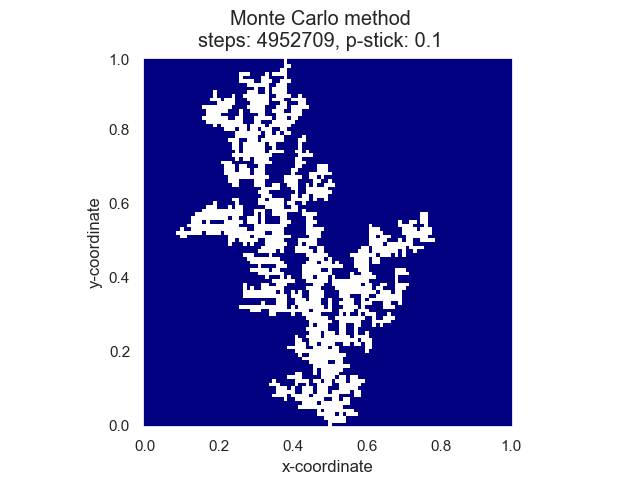 Monte Carlo method
steps: 4952709, p-stick: 0.1
1.0
0.8
0.6
0.4
0.2
0.0
y-coordinate
0.0 0.2 0.4 0.6 0.8 1.0
x-coordinate